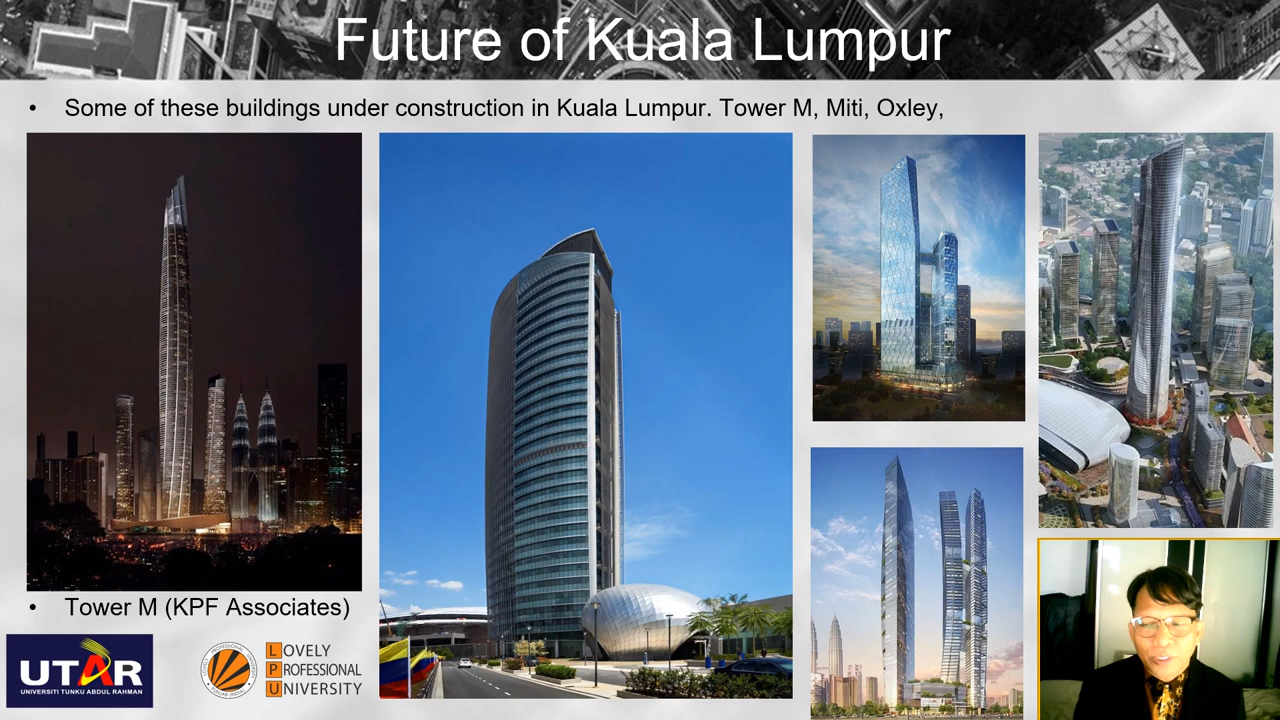 Future of Kuala Lumpur
• Some of these buildings under construction in Kuala Lumpur. Tower M, Miti, Oxley,
• Tower M (KPF Associates)
UTAR
UNIVERSITI TUNKU ABDUL RAHMAN
LOVELY
PROFESSIONAL
UNIVERSITY